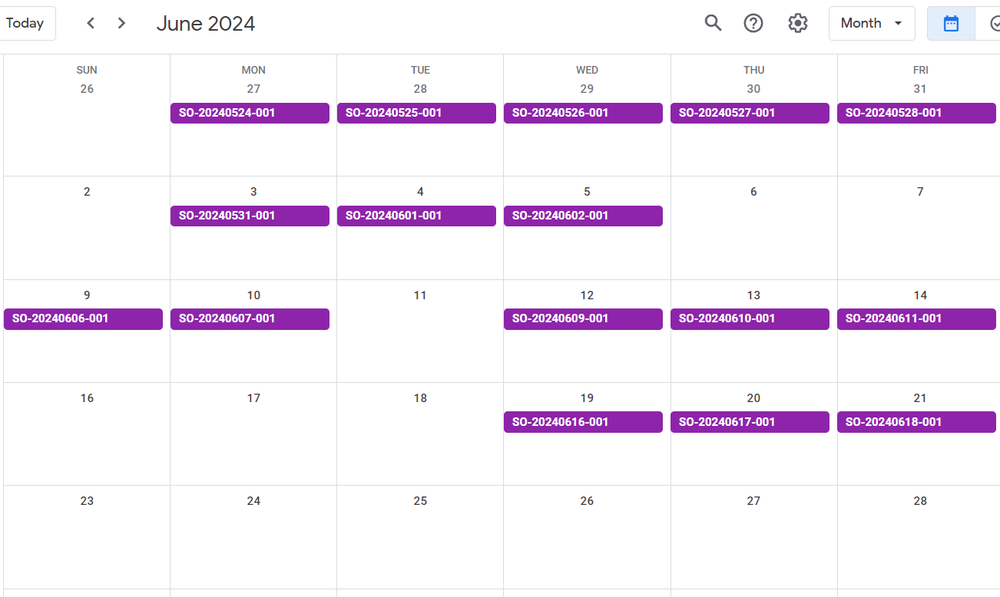 Today June 2024 Month
SUN MON TUE WED THU FRI
26 27 28 29 30 31
SO-20240524-001 SO-20240525-001 SO-20240526-001 SO-20240527-001 SO-20240528-001
2 3 4 5 6 7
SO-20240531-001 SO-20240601-001 SO-20240602-001
9 10 11 12 13 14
SO-20240606-001 SO-20240607-001 SO-20240609-001 SO-20240610-001 SO-20240611-001
16 17 18 19 20 21
SO-20240616-001 SO-20240617-001 SO-20240618-001
23 24 25 26 27 28